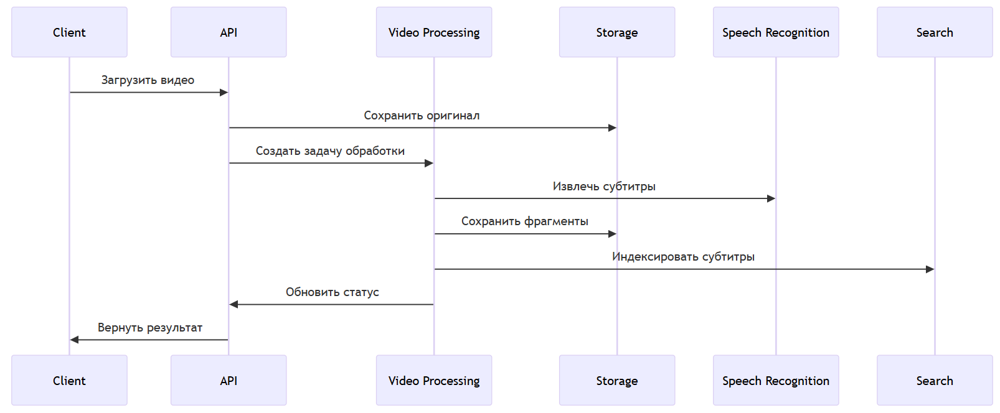 Client
API
Video Processing
Storage
Speech Recognition
Search
Загрузить видео
Сохранить оригинал
Создать задачу обработки
Извлечь субтитры
Сохранить фрагменты
Индексировать субтитры
Обновить статус
Вернуть результат
Client
API
Video Processing
Storage
Speech Recognition
Search